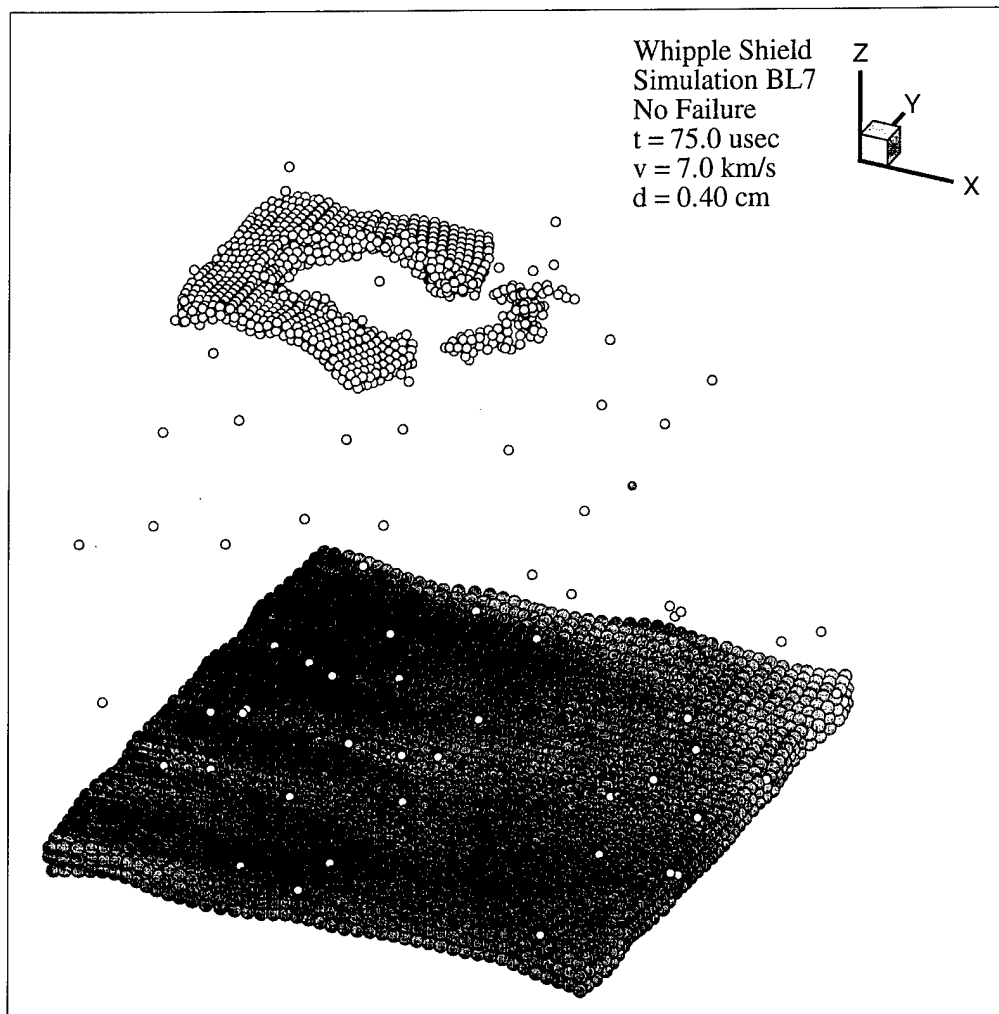 Whipple Shield
Simulation BL7
No Failure
t = 75.0 usec
v = 7.0 km/s
d = 0.40 cm
Z
Y
X